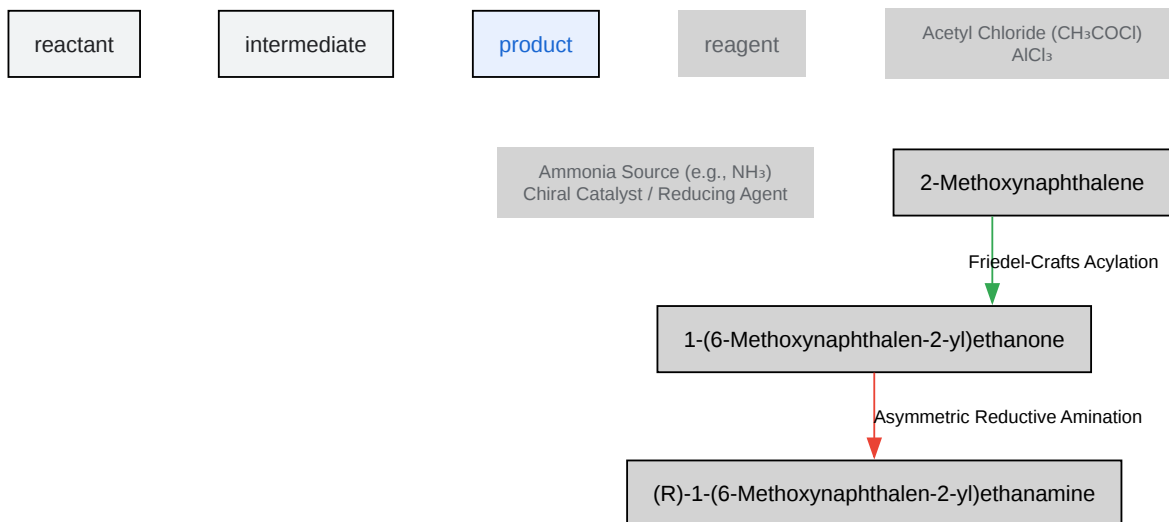 reactant
intermediate
product
reagent
Acetyl Chloride (CH₃COCl)
AlCl₃
Ammonia Source (e.g., NH₃)
Chiral Catalyst / Reducing Agent
2-Methoxynaphthalene
Friedel-Crafts Acylation
1-(6-Methoxynaphthalen-2-yl)ethanone
Asymmetric Reductive Amination
(R)-1-(6-Methoxynaphthalen-2-yl)ethanamine